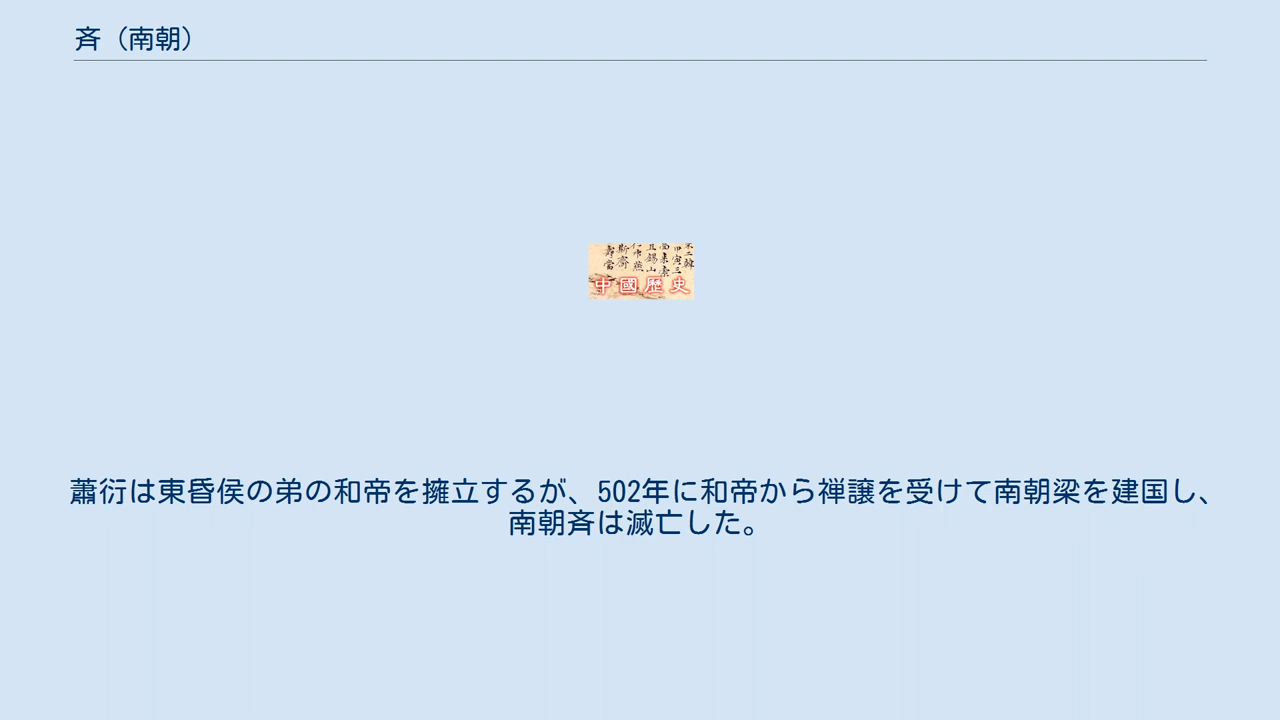 斉（南朝）
中國歷史
蕭衍は東昏侯の弟の和帝を擁立するが、502年に和帝から禅譲を受けて南朝梁を建国し、
南朝斉は滅亡した。